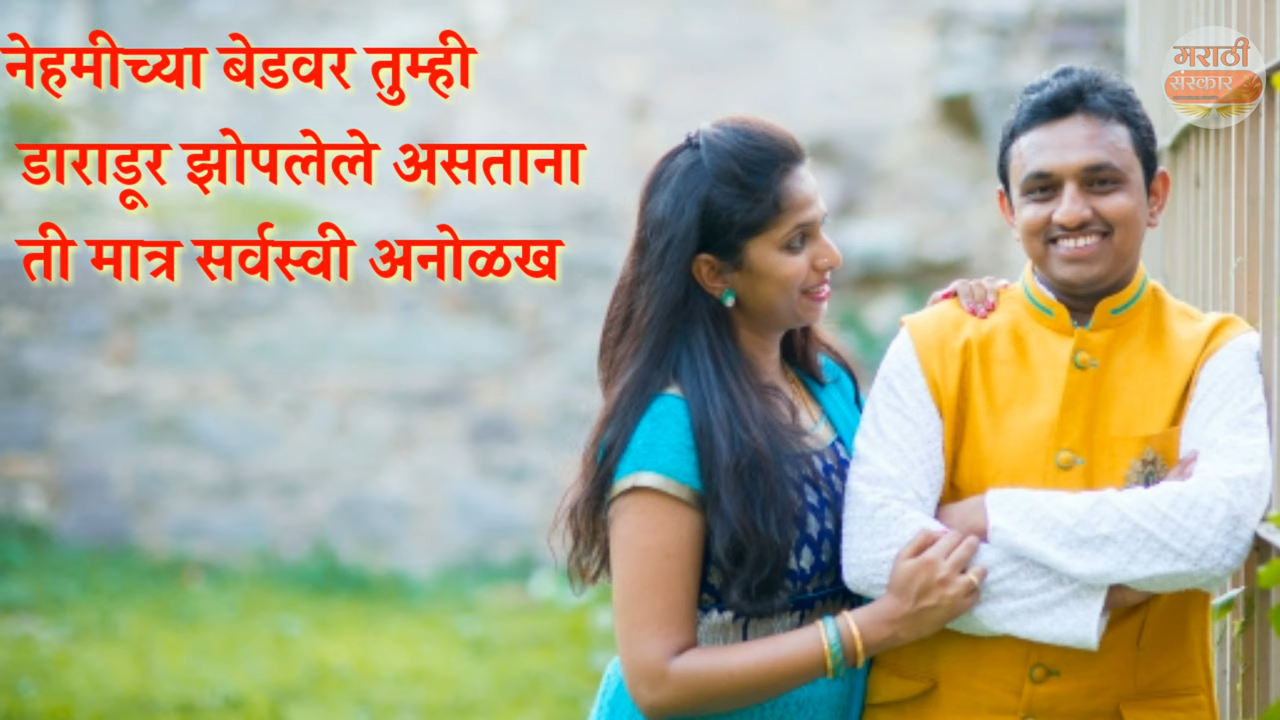 नेहमीच्या बेडवर तुम्ही
डाराडूर झोपलेले असताना
ती मात्र सर्वस्वी अनोळख
मराठी
संस्कार